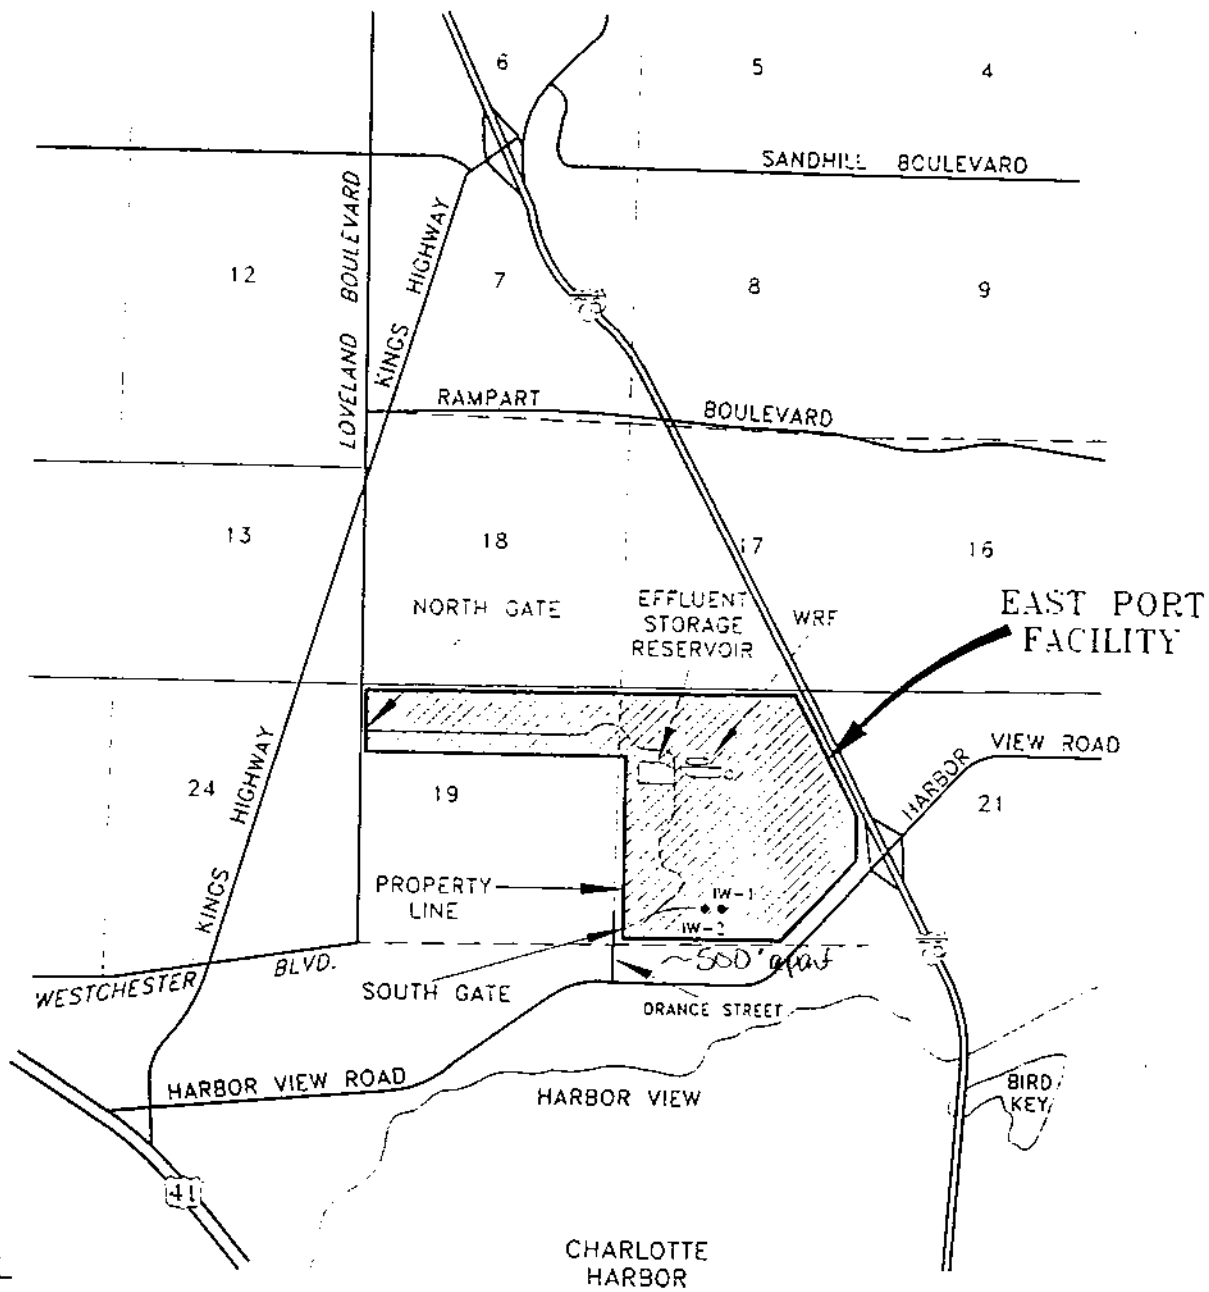 6
5
4
SANDHILL BOULEVARD
LOVELAND BOULEVARD
KINGS HIGHWAY
12
7
8
9
75
RAMPART BOULEVARD
13
18
17
16
NORTH GATE
EFFLUENT
STORAGE
RESERVOIR
WRF
EAST PORT
FACILITY
HARBOR VIEW ROAD
24
KINGS HIGHWAY
19
21
PROPERTY
LINE
IW-1
IW-2
WESTCHESTER BLVD.
SOUTH GATE
~500' apart
ORANGE STREET
75
HARBOR VIEW ROAD
HARBOR VIEW
BIRD
KEY
41
CHARLOTTE
HARBOR